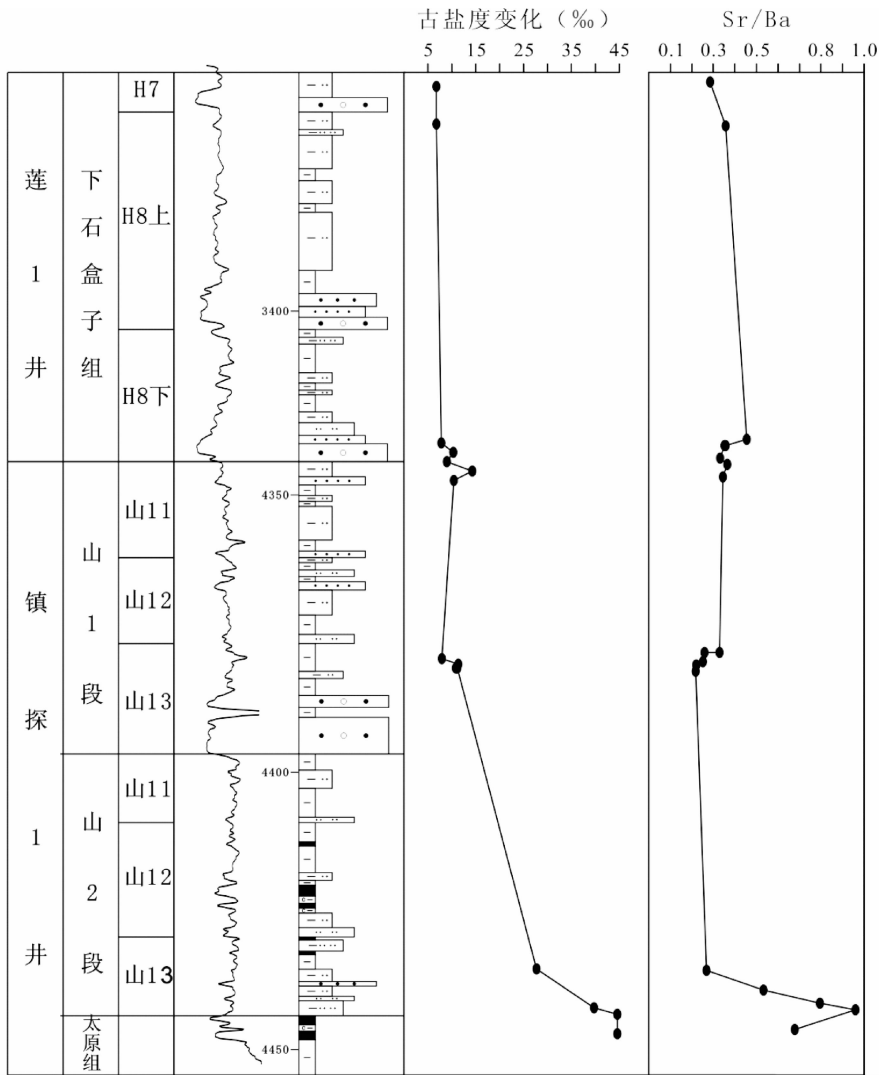 古盐度变化（‰）
Sr/Ba
5 15 25 35 45
0.1 0.3 0.5 0.8 1.0
莲1井
下石盒子组
H7
H8上
3400
H8下
镇探1井
山1段
山11
4350
山12
山13
山2段
山11
4400
山12
山13
太原组
4450
C
C
C